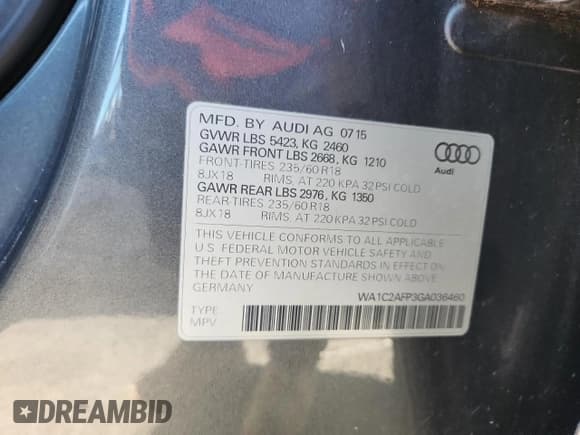 MFD. BY AUDI AG 07 15
GVWR LBS 5423, KG 2460
GAWR FRONT LBS 2668, KG 1210
FRONT-TIRES 235/60 R18
8JX18 RIMS, AT 220 KPA 32 PSI COLD
GAWR REAR LBS 2976, KG 1350
REAR-TIRES 235/60 R18
8JX18 RIMS, AT 220 KPA 32 PSI COLD
Audi
THIS VEHICLE CONFORMS TO ALL APPLICABLE
U.S. FEDERAL MOTOR VEHICLE SAFETY AND
THEFT PREVENTION STANDARDS IN EFFECT ON
THE DATE OF MANUFACTURE SHOWN ABOVE.
GERMANY
WA1C2AFP3GA036460
TYPE
MPV
DREAMBID